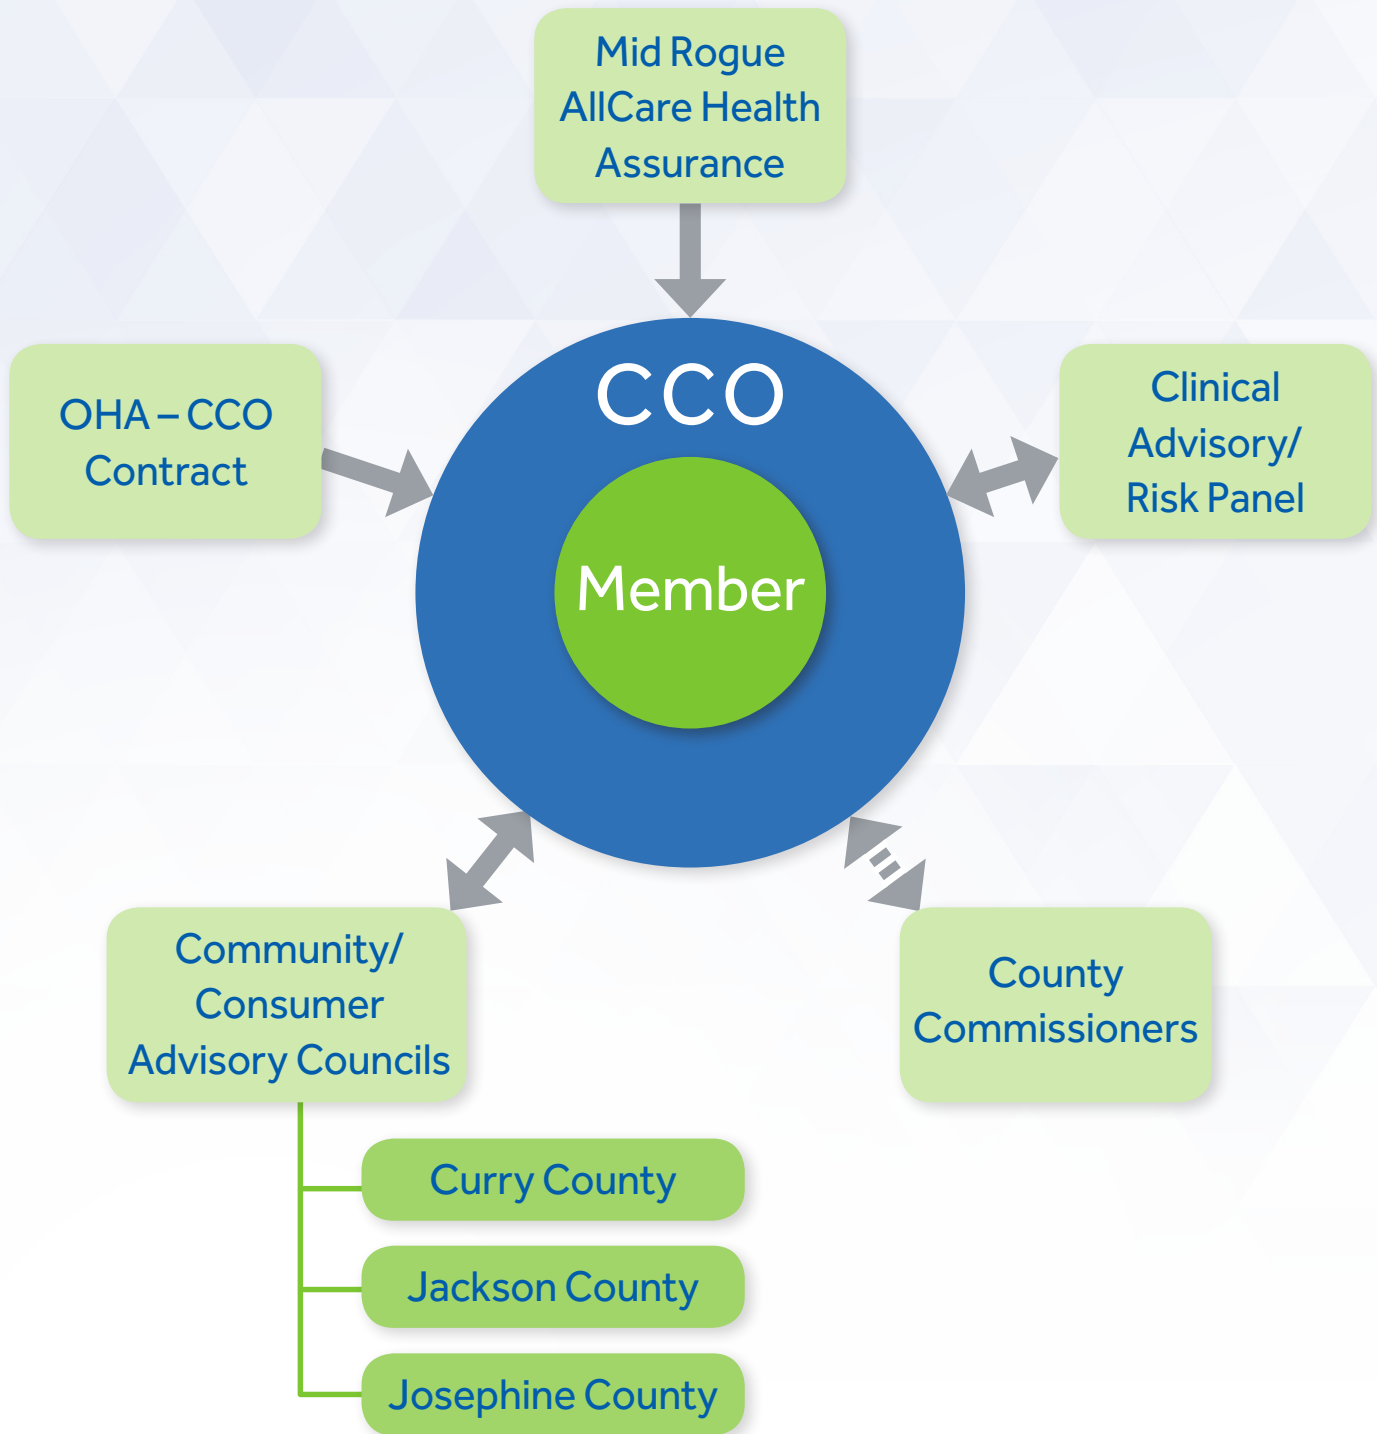 Mid Rogue
AllCare Health
Assurance
OHA – CCO
Contract
CCO
Clinical
Advisory/
Risk Panel
Member
Community/
Consumer
Advisory Councils
County
Commissioners
Curry County
Jackson County
Josephine County